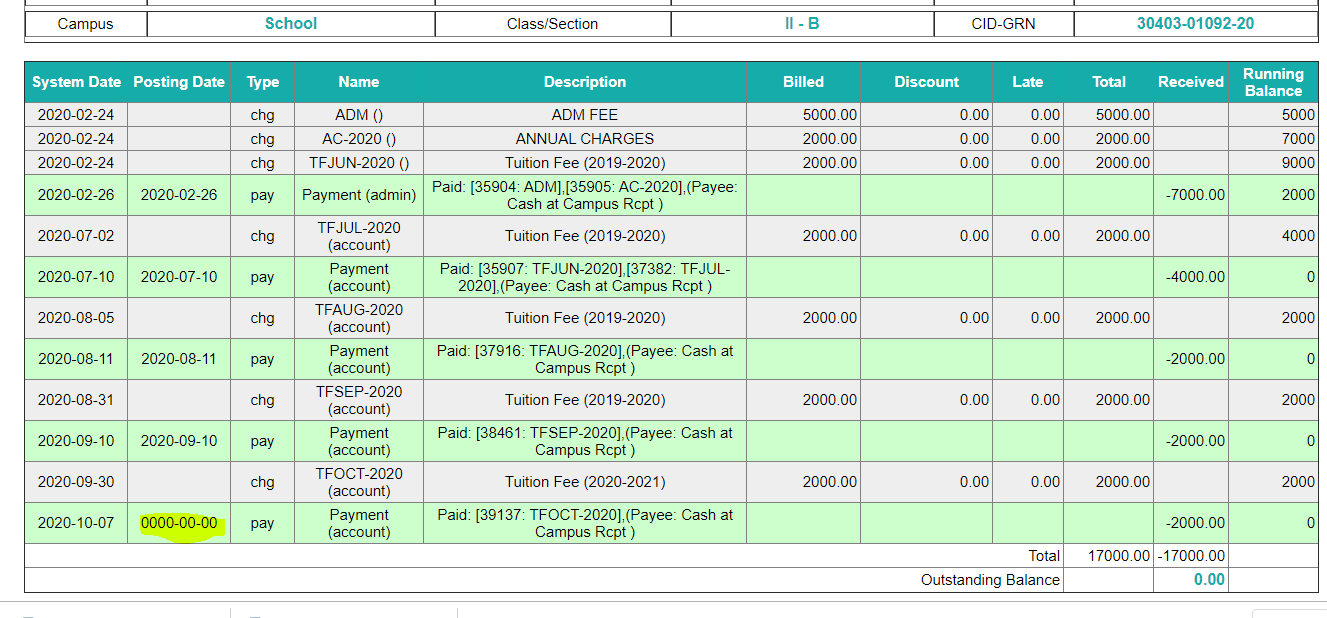 Campus School Class/Section II - B CID-GRN 30403-01092-20
System Date Posting Date Type Name Description Billed Discount Late Total Received Running Balance
2020-02-24 chg ADM () ADM FEE 5000.00 0.00 0.00 5000.00 5000
2020-02-24 chg AC-2020 () ANNUAL CHARGES 2000.00 0.00 0.00 2000.00 7000
2020-02-24 chg TFJUN-2020 () Tuition Fee (2019-2020) 2000.00 0.00 0.00 2000.00 9000
2020-02-26 2020-02-26 pay Payment (admin) Paid: [35904: ADM],[35905: AC-2020],(Payee: Cash at Campus Rcpt ) -7000.00 2000
2020-07-02 chg TFJUL-2020 (account) Tuition Fee (2019-2020) 2000.00 0.00 0.00 2000.00 4000
2020-07-10 2020-07-10 pay Payment (account) Paid: [35907: TFJUN-2020],[37382: TFJUL-2020],(Payee: Cash at Campus Rcpt ) -4000.00 0
2020-08-05 chg TFAUG-2020 (account) Tuition Fee (2019-2020) 2000.00 0.00 0.00 2000.00 2000
2020-08-11 2020-08-11 pay Payment (account) Paid: [37916: TFAUG-2020],(Payee: Cash at Campus Rcpt ) -2000.00 0
2020-08-31 chg TFSEP-2020 (account) Tuition Fee (2019-2020) 2000.00 0.00 0.00 2000.00 2000
2020-09-10 2020-09-10 pay Payment (account) Paid: [38461: TFSEP-2020],(Payee: Cash at Campus Rcpt ) -2000.00 0
2020-09-30 chg TFOCT-2020 (account) Tuition Fee (2020-2021) 2000.00 0.00 0.00 2000.00 2000
2020-10-07 0000-00-00 pay Payment (account) Paid: [39137: TFOCT-2020],(Payee: Cash at Campus Rcpt ) -2000.00 0
Total 17000.00 -17000.00
Outstanding Balance 0.00